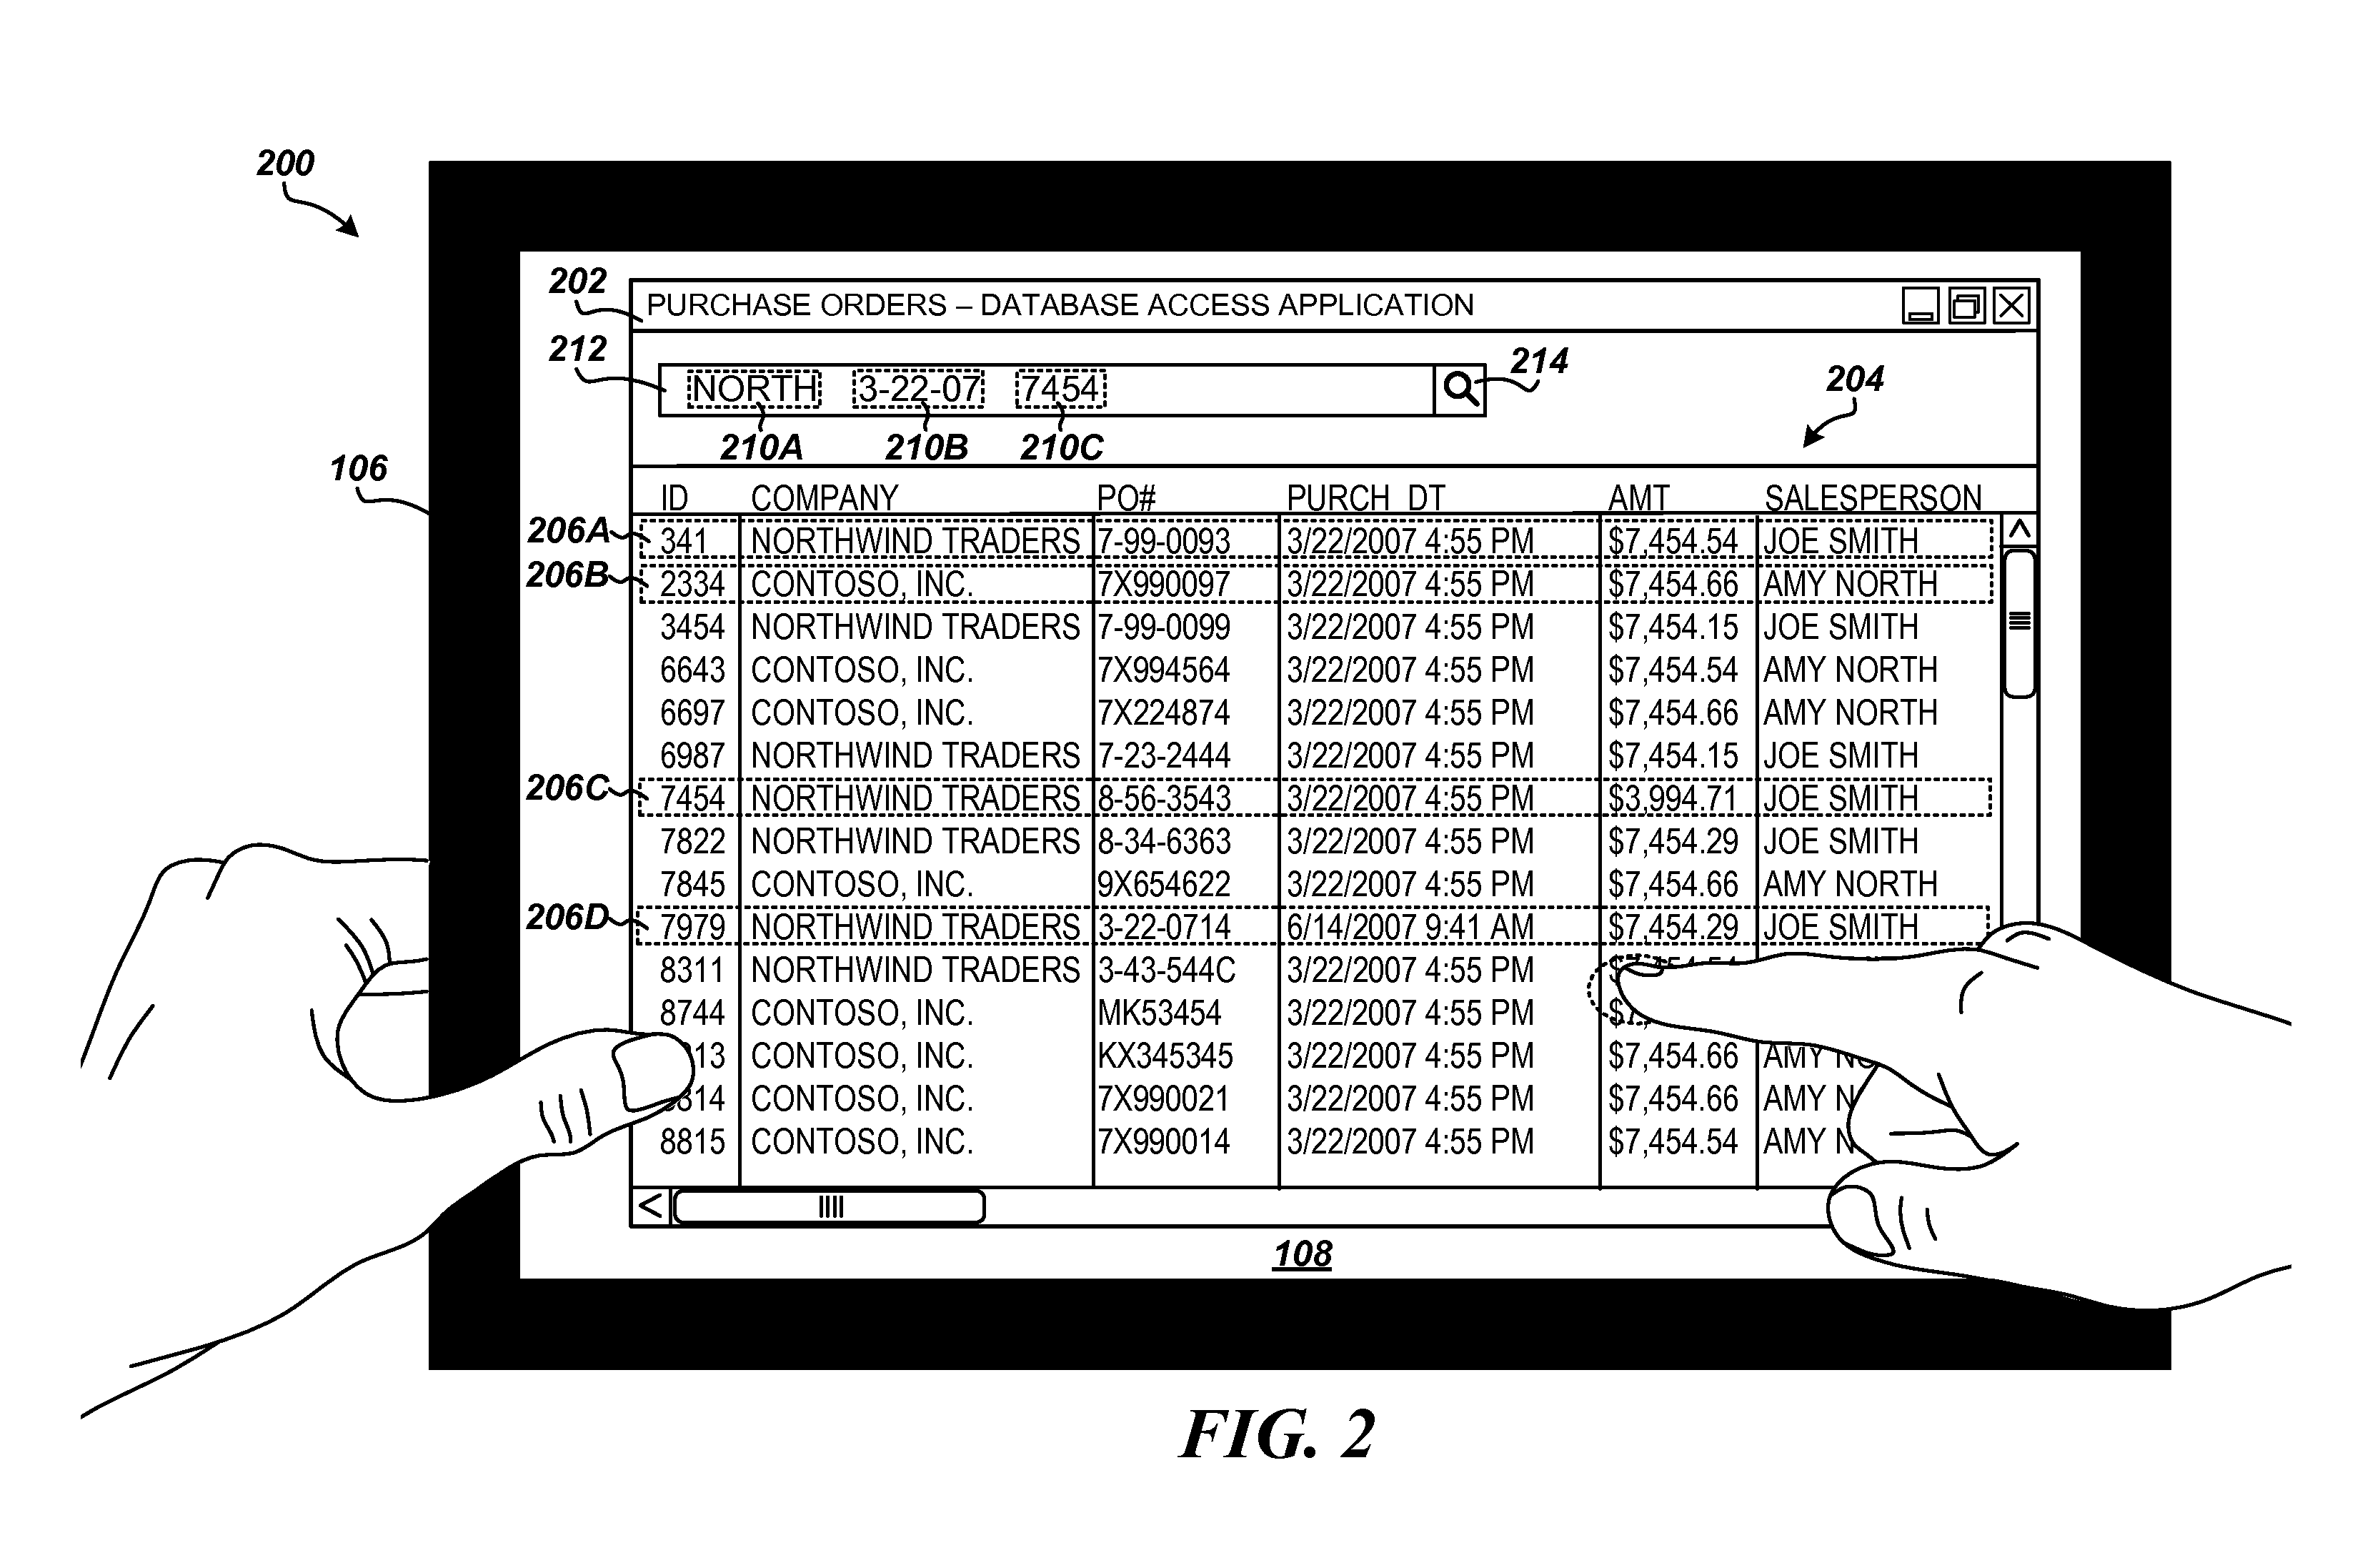 200
202
PURCHASE ORDERS – DATABASE ACCESS APPLICATION
212
NORTH 3-22-07 7454
214
204
210A 210B 210C
106
ID COMPANY PO# PURCH DT AMT SALESPERSON
206A 341 NORTHWIND TRADERS 7-99-0093 3/22/2007 4:55 PM $7,454.54 JOE SMITH
206B 2334 CONTOSO, INC. 7X990097 3/22/2007 4:55 PM $7,454.66 AMY NORTH
3454 NORTHWIND TRADERS 7-99-0099 3/22/2007 4:55 PM $7,454.15 JOE SMITH
6643 CONTOSO, INC. 7X994564 3/22/2007 4:55 PM $7,454.54 AMY NORTH
6697 CONTOSO, INC. 7X224874 3/22/2007 4:55 PM $7,454.66 AMY NORTH
6987 NORTHWIND TRADERS 7-23-2444 3/22/2007 4:55 PM $7,454.15 JOE SMITH
206C 7454 NORTHWIND TRADERS 8-56-3543 3/22/2007 4:55 PM $3,994.71 JOE SMITH
7822 NORTHWIND TRADERS 8-34-6363 3/22/2007 4:55 PM $7,454.29 JOE SMITH
7845 CONTOSO, INC. 9X654622 3/22/2007 4:55 PM $7,454.66 AMY NORTH
206D 7979 NORTHWIND TRADERS 3-22-0714 6/14/2007 9:41 AM $7,454.29 JOE SMITH
8311 NORTHWIND TRADERS 3-43-544C 3/22/2007 4:55 PM
8744 CONTOSO, INC. MK53454 3/22/2007 4:55 PM
CONTOSO, INC. KX345345 3/22/2007 4:55 PM $7,454.66 AMY
CONTOSO, INC. 7X990021 3/22/2007 4:55 PM $7,454.66 AMY
8815 CONTOSO, INC. 7X990014 3/22/2007 4:55 PM $7,454.54 AMY
108
FIG. 2